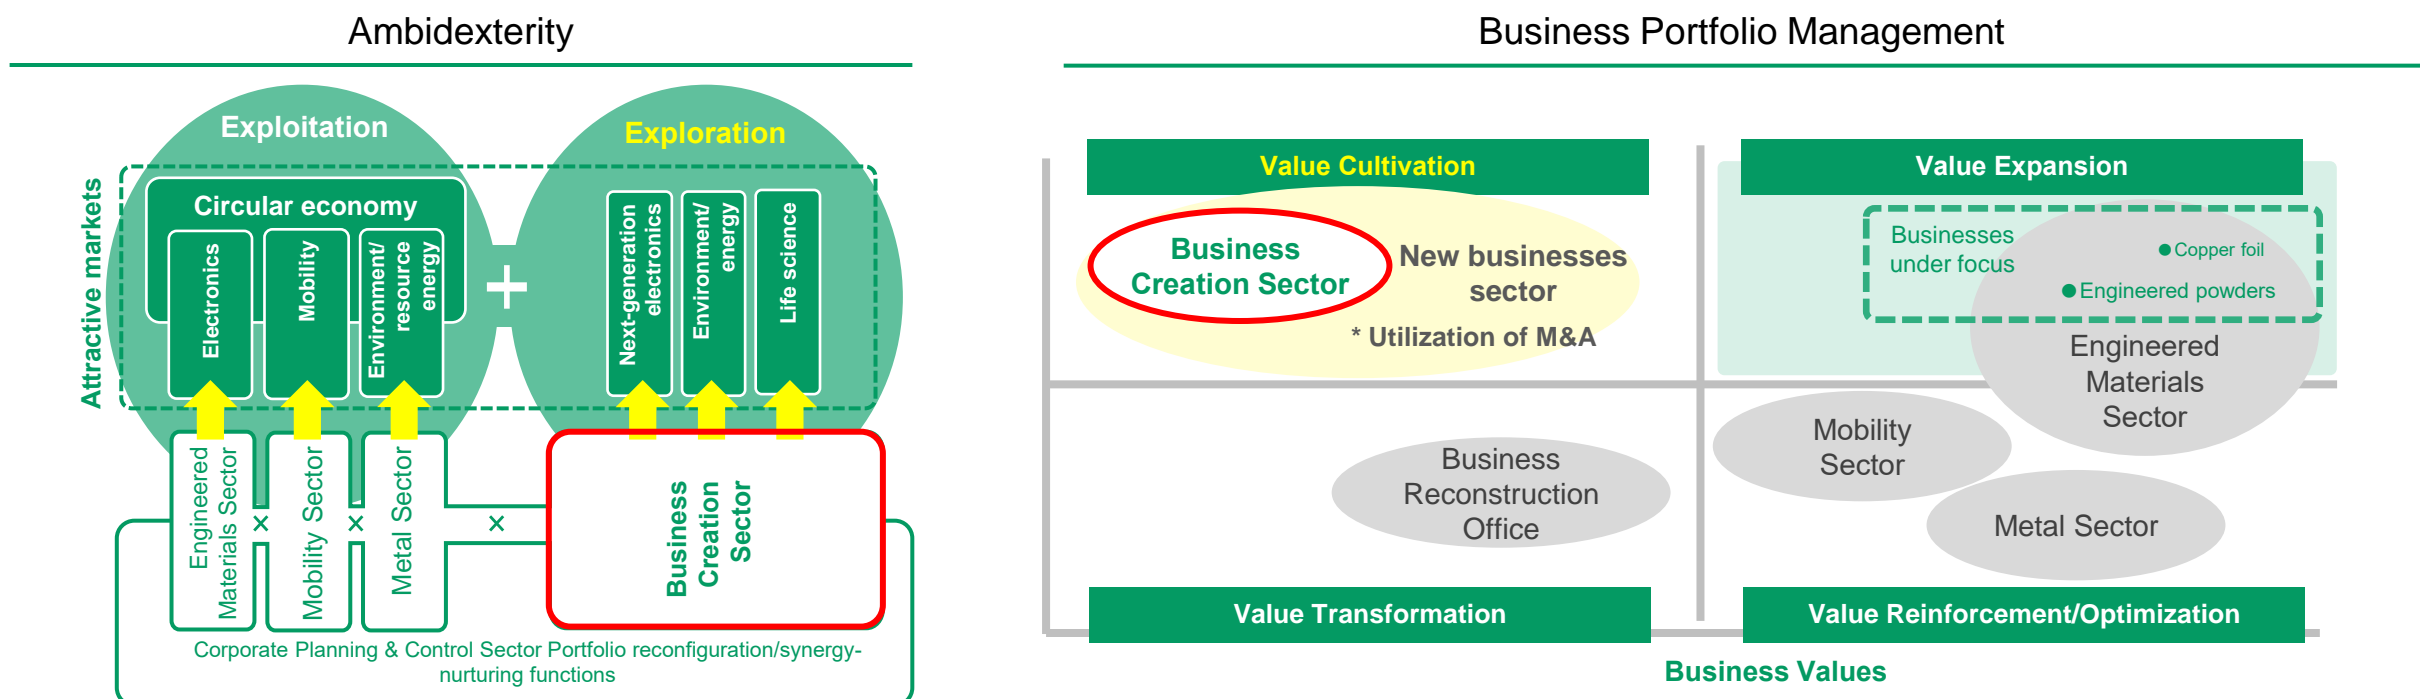 Ambidexterity
Exploitation
Exploration
Attractive markets
Circular economy
Electronics
Mobility
Environment/
resource
energy
+
Next-generation
electronics
Environment/
energy
Life science
Engineered
Materials Sector
×
Mobility Sector
×
Metal Sector
×
Business
Creation
Sector
Corporate Planning & Control Sector Portfolio reconfiguration/synergy-
nurturing functions
Business Portfolio Management
Value Cultivation
Business
Creation Sector
New businesses
sector
* Utilization of M&A
Value Expansion
Businesses
under focus
● Copper foil
● Engineered powders
Engineered
Materials
Sector
Mobility
Sector
Metal Sector
Business
Reconstruction
Office
Value Transformation
Value Reinforcement/Optimization
Business Values